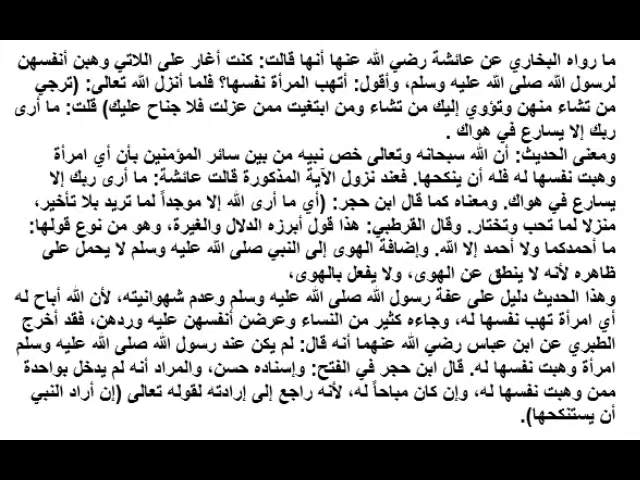 ما رواه البخاري عن عائشة رضي الله عنها أنها قالت: كنت أغار على اللاتي وهبن أنفسهن
لرسول الله صلى الله عليه وسلم، وأقول: أتهب المرأة نفسها؟ فلما أنزل الله تعالى: (ترجي
من تشاء منهن وتؤوي إليك من تشاء ومن ابتغيت ممن عزلت فلا جناح عليك) قلت: ما أرى
ربك إلا يسارع في هواك .
ومعنى الحديث: أن الله سبحانه وتعالى خص نبيه من بين سائر المؤمنين بأن أي امرأة
وهبت نفسها له فله أن ينكحها. فعند نزول الآية المذكورة قالت عائشة: ما أرى ربك إلا
يسارع في هواك. ومعناه كما قال ابن حجر: (أي ما أرى الله إلا موجداً لما تريد بلا تأخير،
منزلا لما تحب وتختار. وقال القرطبي: هذا قول أبرزه الدلال والغيرة، وهو من نوع قولها:
ما أحمدكما ولا أحمد إلا الله. وإضافة الهوى إلى النبي صلى الله عليه وسلم لا يحمل على
ظاهره لأنه لا ينطق عن الهوى، ولا يفعل بالهوى،
وهذا الحديث دليل على عفة رسول الله صلى الله عليه وسلم وعدم شهوانيته، لأن الله أباح له
أي امرأة تهب نفسها له، وجاءه كثير من النساء وعرضن أنفسهن عليه وردهن، فقد أخرج
الطبري عن ابن عباس رضي الله عنهما أنه قال: لم يكن عند رسول الله صلى الله عليه وسلم
امرأة وهبت نفسها له. قال ابن حجر في الفتح: وإسناده حسن، والمراد أنه لم يدخل بواحدة
ممن وهبت نفسها له، وإن كان مباحاً له، لأنه راجع إلى إرادته لقوله تعالى (إن أراد النبي
أن يستنكحها).